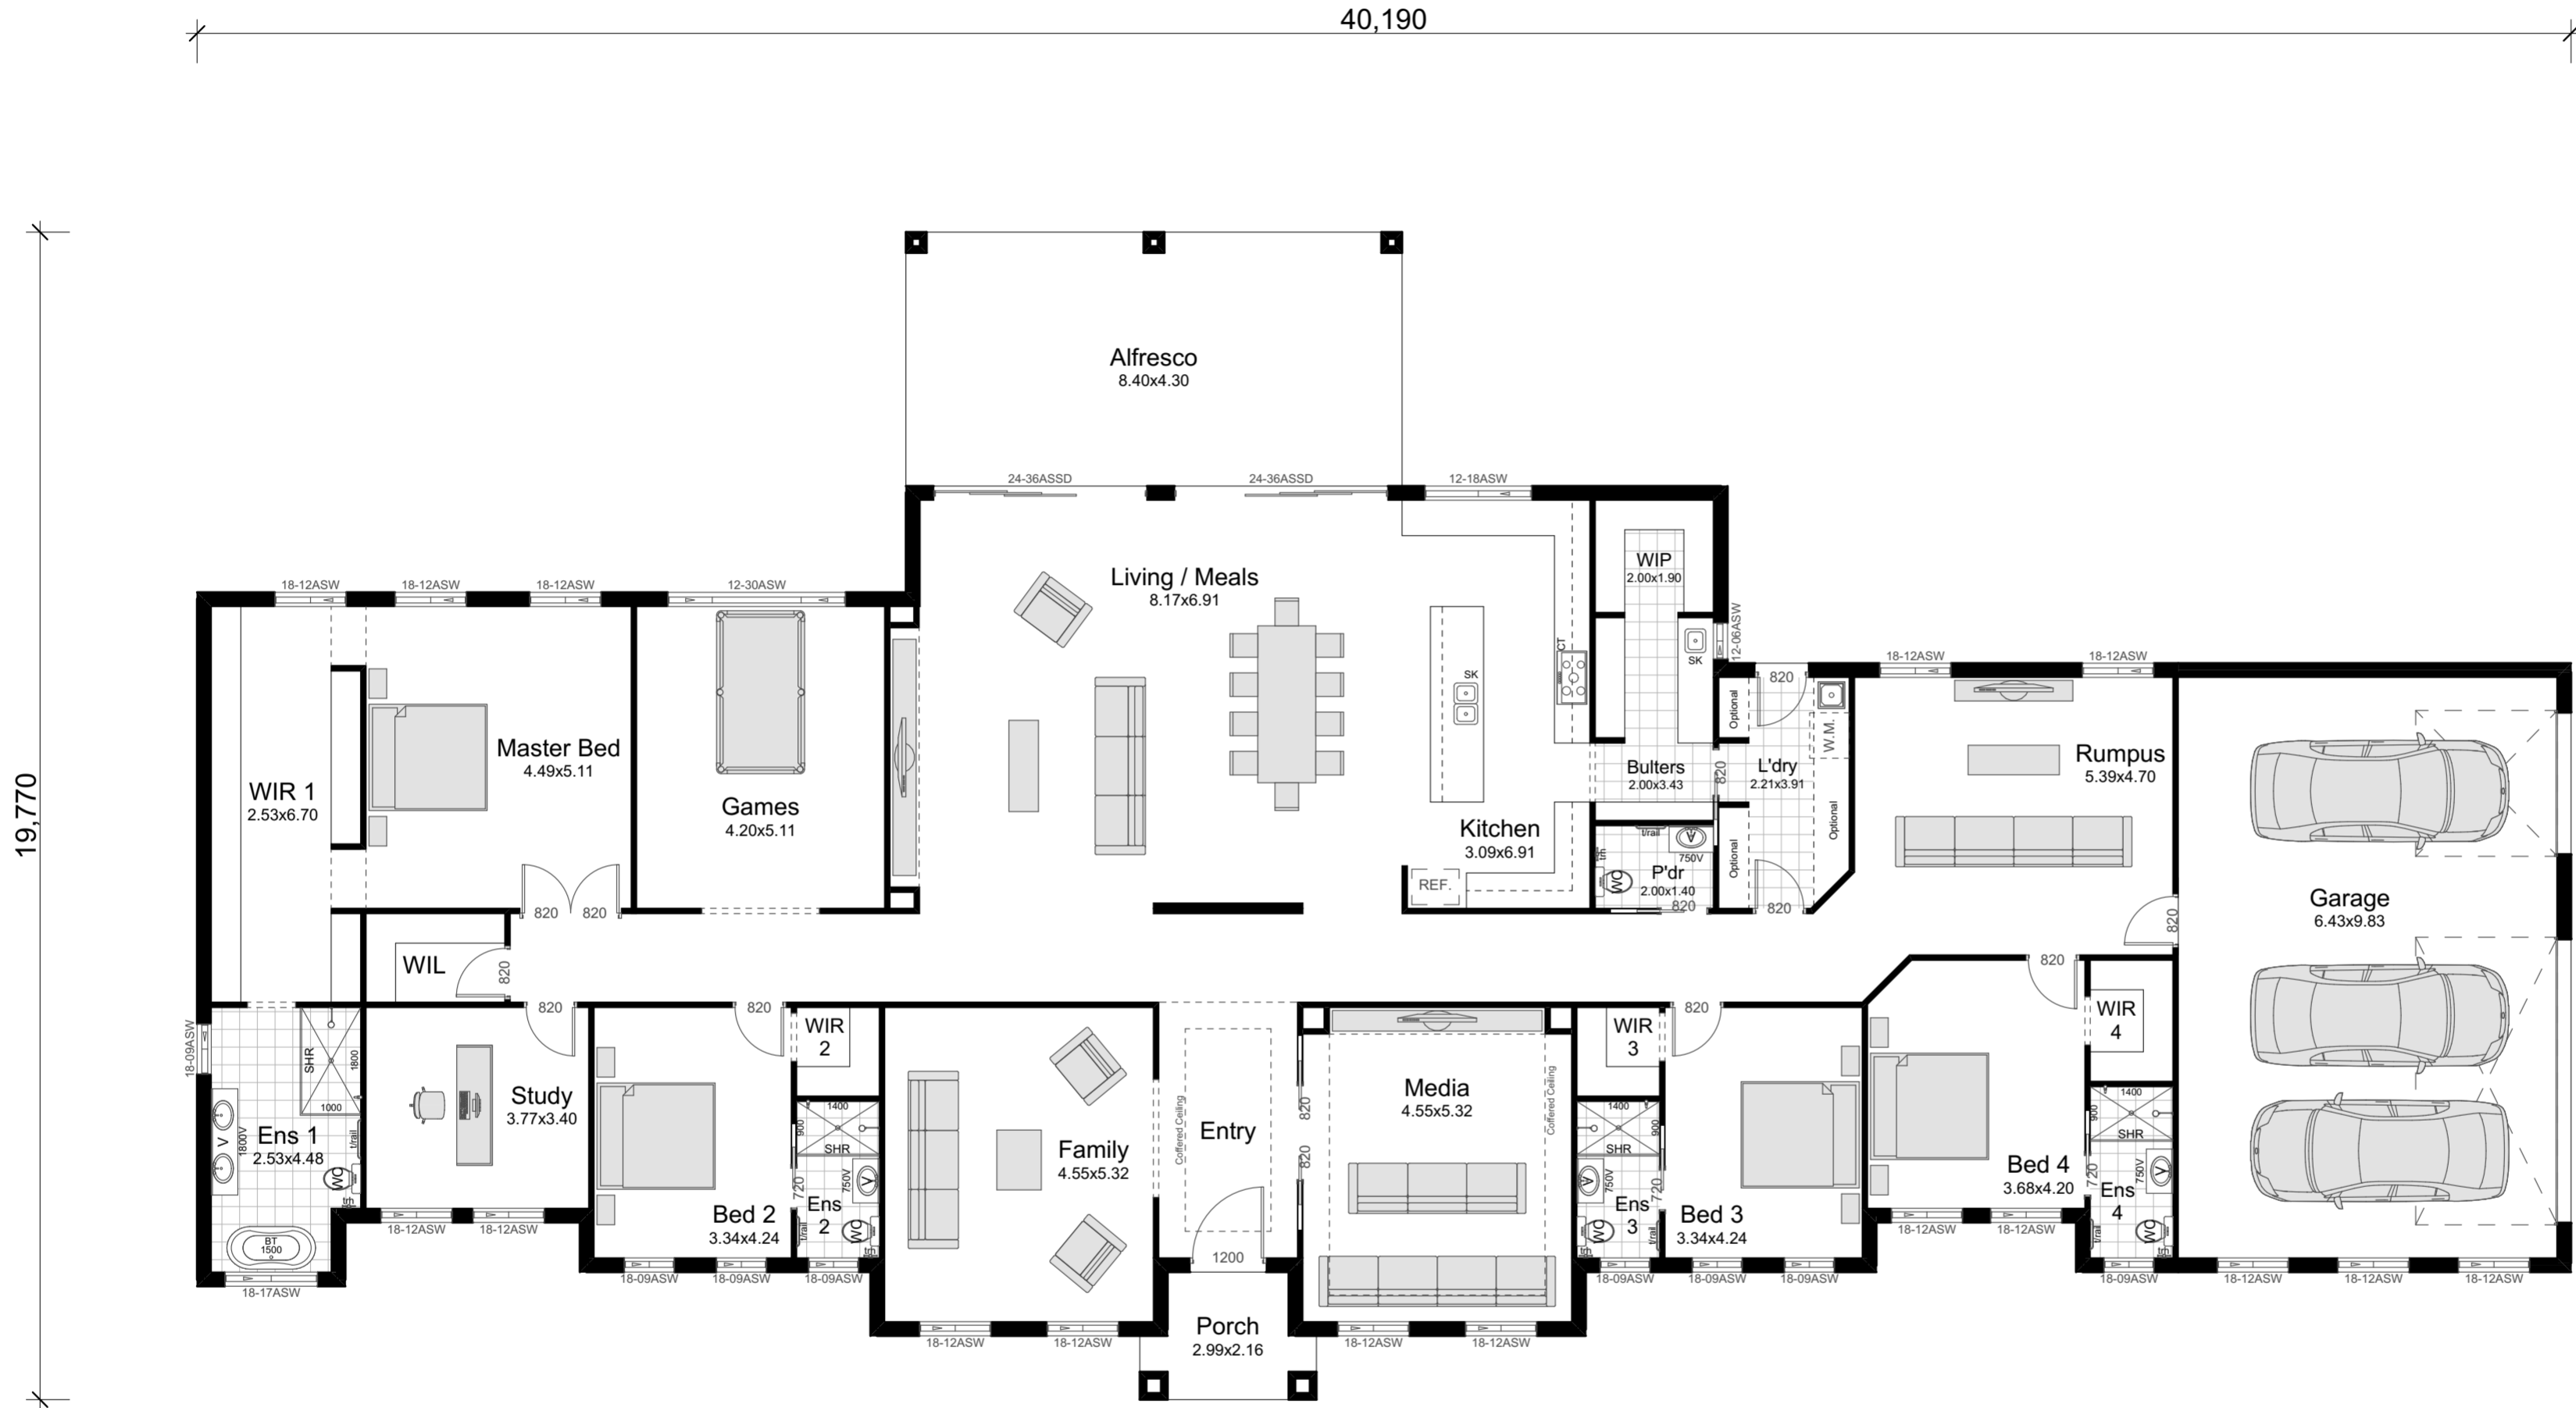 40,190
19,770
Alfresco
8.40x4.30
24-36ASSD
24-36ASSD
12-18ASW
18-12ASW
18-12ASW
18-12ASW
12-30ASW
Living / Meals
8.17x6.91
WIP
2.00x1.90
SK
12-06ASW
CT
SK
18-12ASW
18-12ASW
WIR 1
2.53x6.70
Master Bed
4.49x5.11
820
820
Games
4.20x5.11
Kitchen
3.09x6.91
REF.
Bulters
2.00x3.43
820
P'dr
2.00x1.40
t/rail
750V
V
trh
WC
820
L'dry
2.21x3.91
820
W.M.
Optional
Optional
Optional
820
Rumpus
5.39x4.70
820
Garage
6.43x9.83
WIL
820
820
820
820
820
18-09ASW
SHR
1800
1000
V
1800V
Ens 1
2.53x4.48
t/rail
WC
trh
BT
1500
18-17ASW
Study
3.77x3.40
18-12ASW
18-12ASW
Bed 2
3.34x4.24
18-09ASW
18-09ASW
WIR
2
1400
900
SHR
720
750V
V
Ens
2
t/rail
WC
trh
18-09ASW
Family
4.55x5.32
18-12ASW
18-12ASW
Coffered Ceiling
Entry
1200
Porch
2.99x2.16
820
820
Media
4.55x5.32
Coffered Ceiling
18-12ASW
18-12ASW
WIR
3
1400
900
SHR
750V
V
720
Ens
3
WC
trh
t/rail
18-09ASW
Bed 3
3.34x4.24
18-09ASW
18-09ASW
Bed 4
3.68x4.20
18-12ASW
18-12ASW
WIR
4
1400
900
SHR
720
750V
V
Ens
4
t/rail
WC
trh
18-09ASW
18-12ASW
18-12ASW
18-12ASW